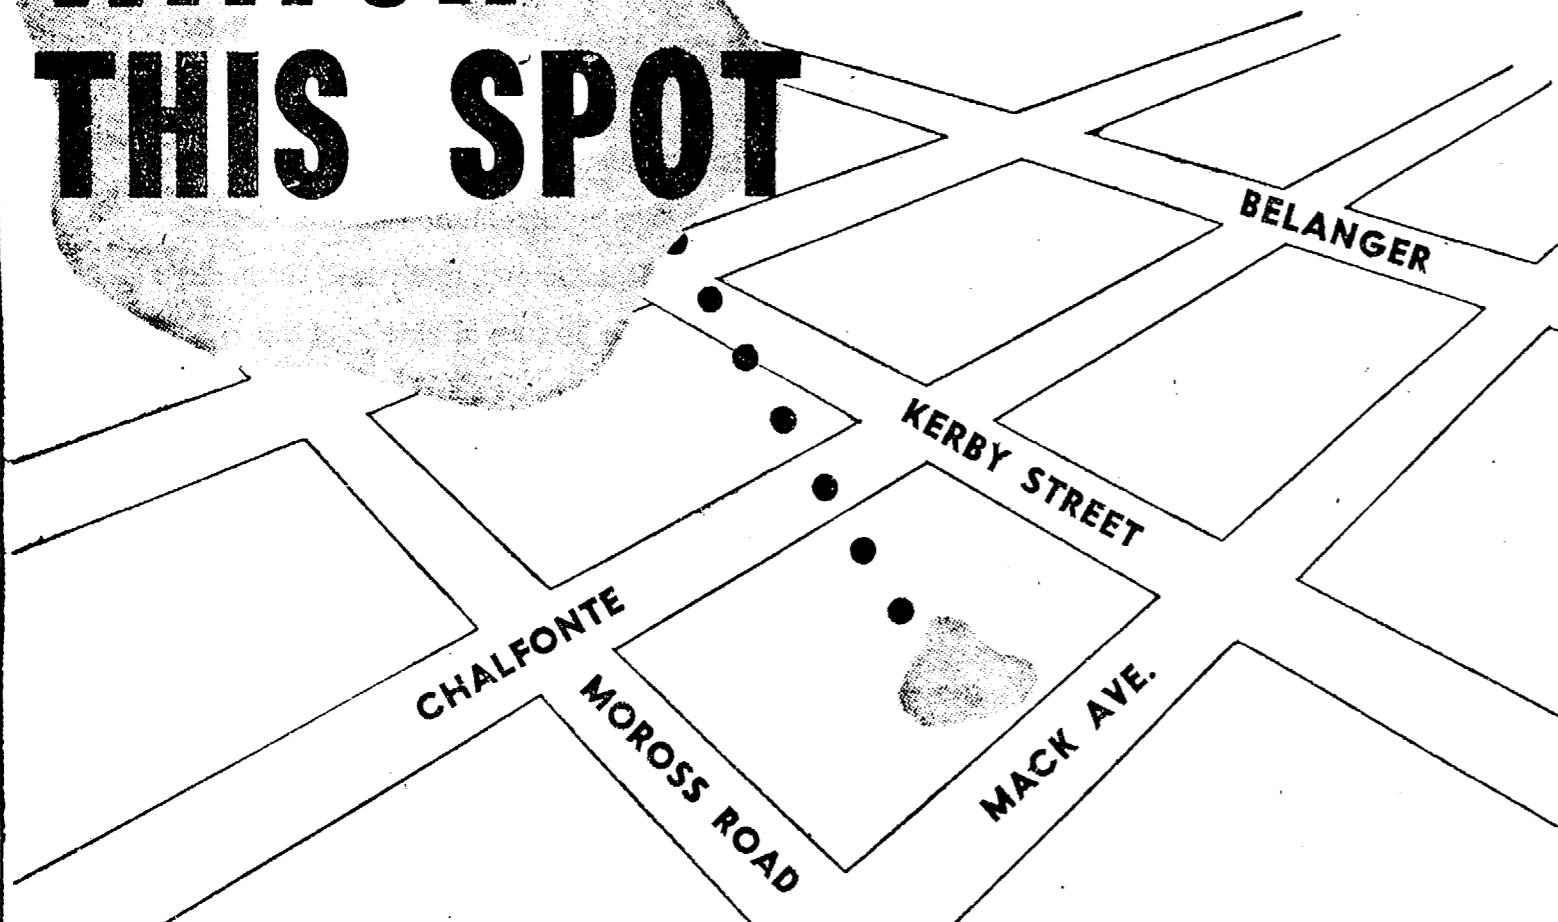 THIS SPOT
BELANGER
KERBY STREET
CHALFONTE
MOROSS ROAD
MACK AVE.